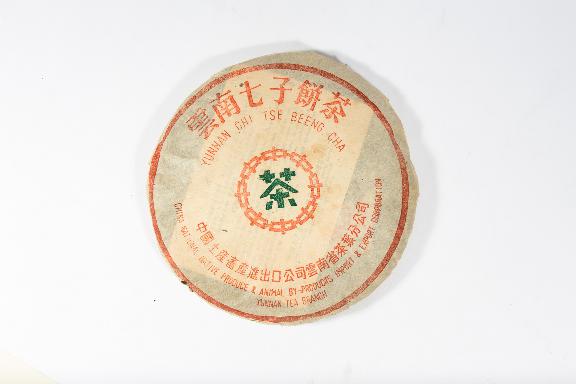 雲南七子餅茶
YUNNAN CHI TSE BEENG CHA
茶
中國土產畜產進出口公司雲南省茶葉分公司
CHINA NATIONAL NATIVE PRODUCE & ANIMAL BY-PRODUCTS IMPORT & EXPORT CORPORATION
YUNNAN TEA BRANCH